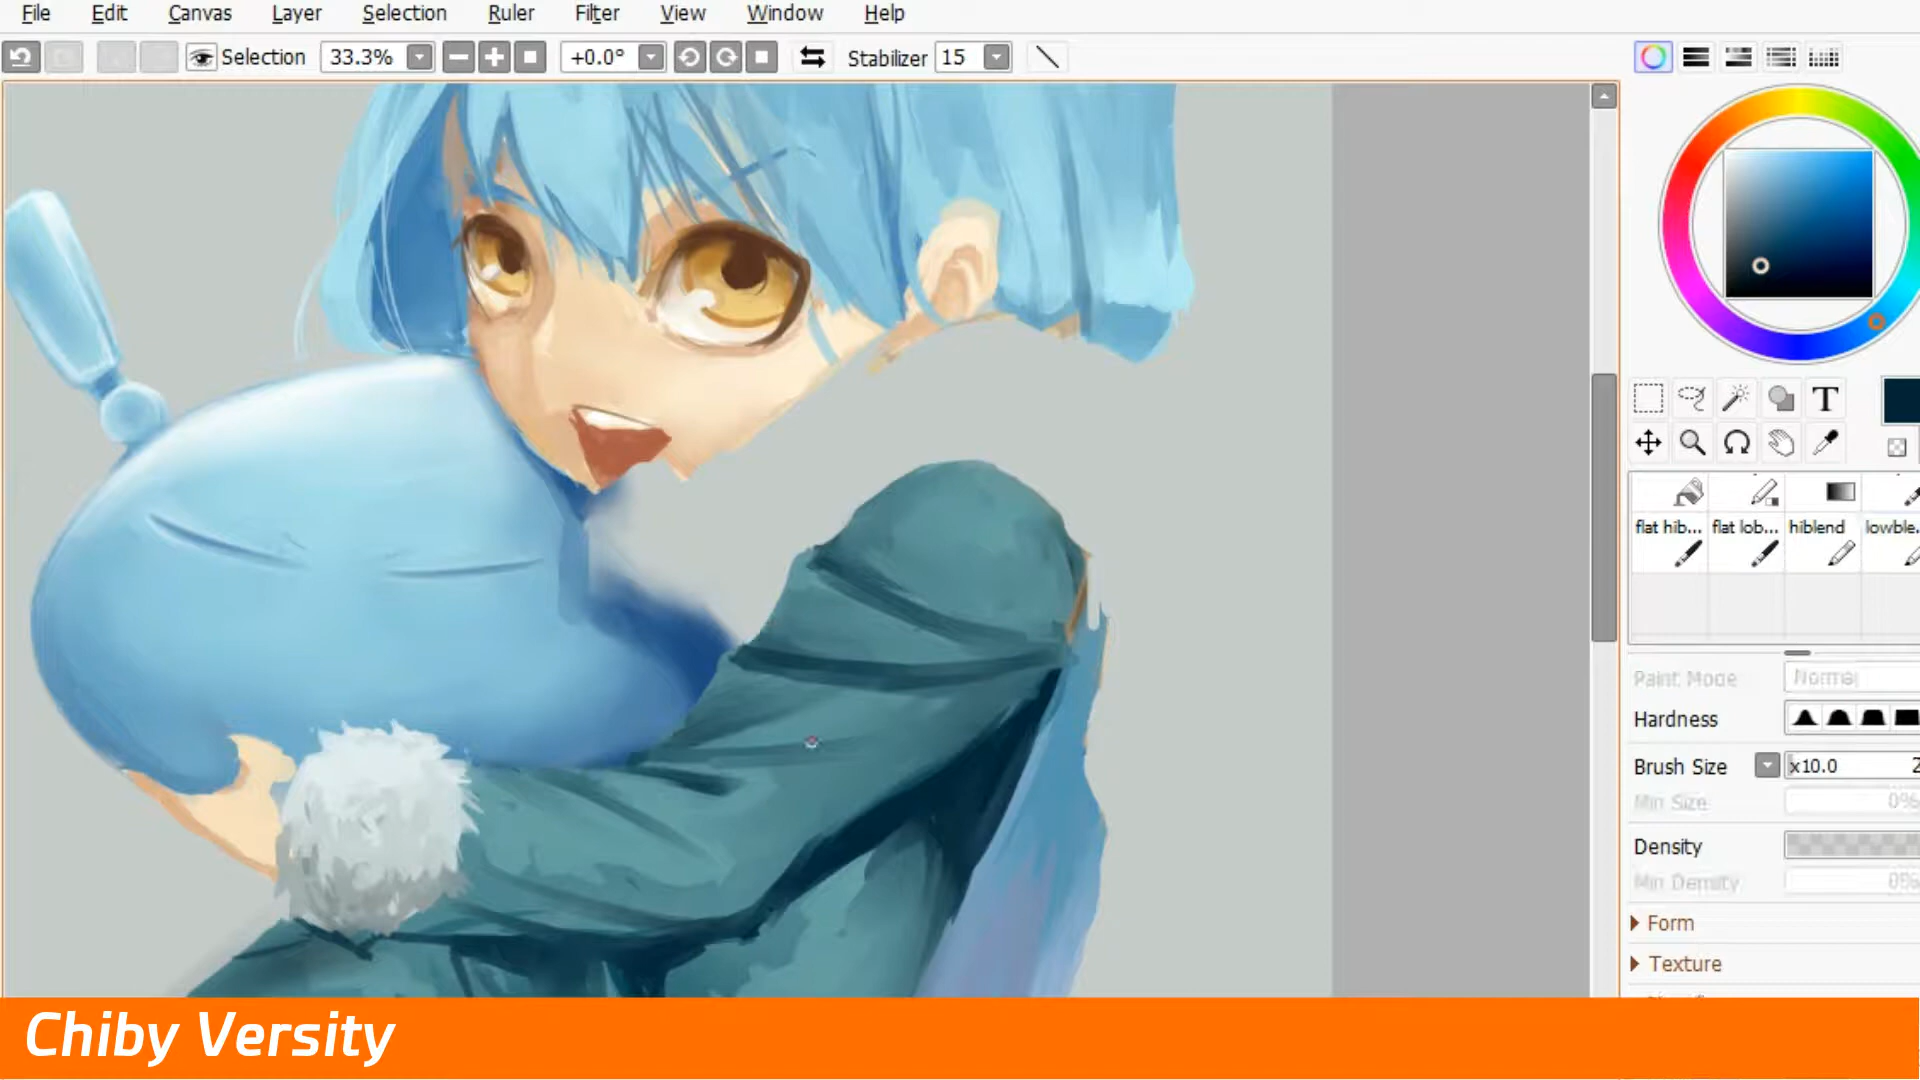 File Edit Canvas Layer Selection Ruler Filter View Window Help
Selection 33.3% +0.0° Stabilizer 15
T
flat hib... flat lob... hiblend lowble.
Paint Mode Normal
Hardness
Brush Size x10.0
Min Size 0%
Density
Min Density 0%
Form
Texture
Chiby Versity